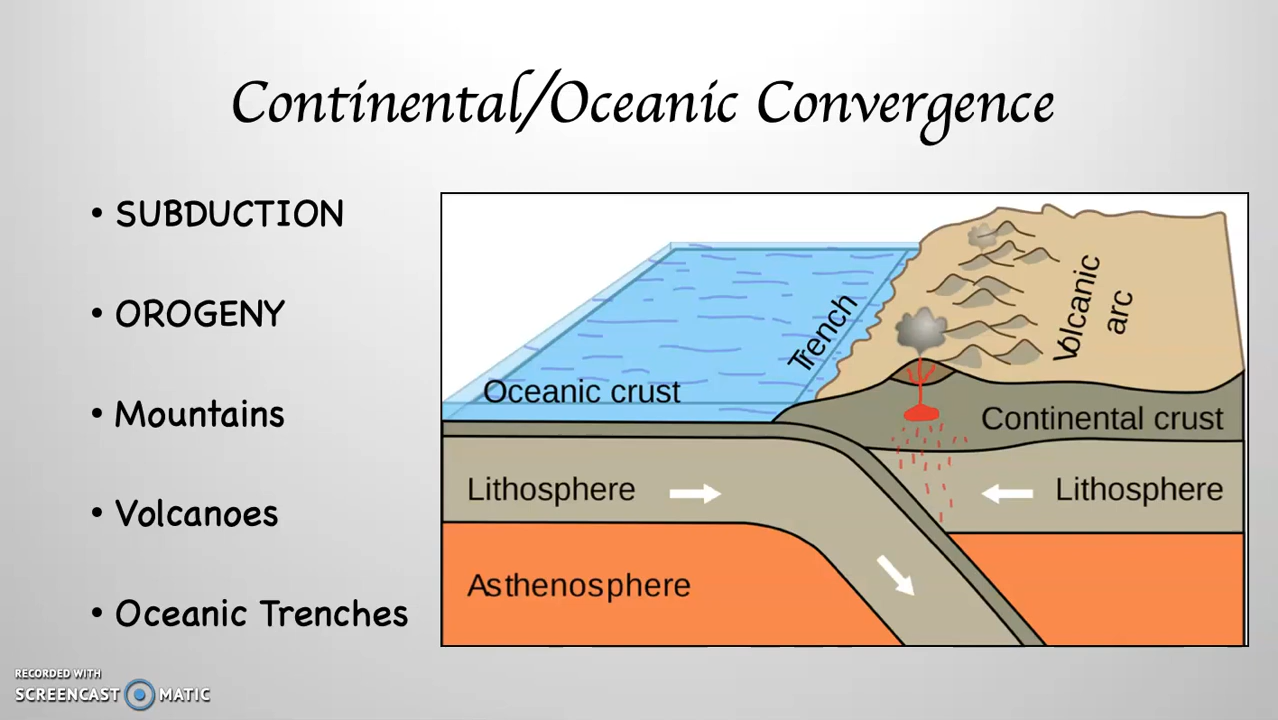 Continental/Oceanic Convergence
• SUBDUCTION
• OROGENY
• Mountains
• Volcanoes
• Oceanic Trenches
Trench
Volcanic
arc
Oceanic crust
Continental crust
Lithosphere
Lithosphere
Asthenosphere
RECORDED WITH
SCREENCAST MATIC